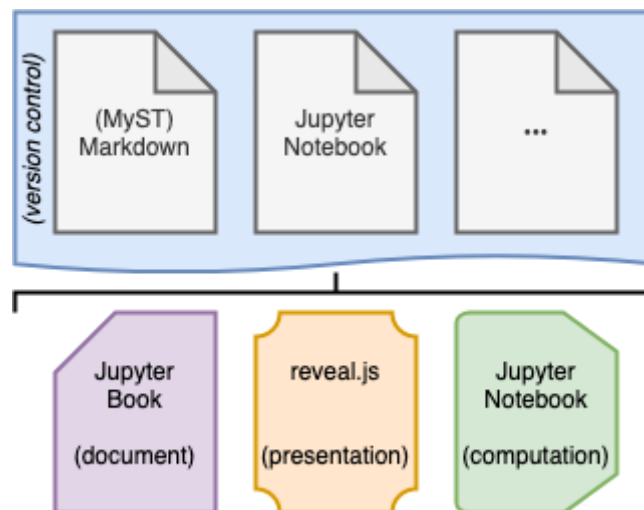 (version control)
(MyST)
Markdown
Jupyter
Notebook
...
Jupyter
Book
(document)
reveal.js
(presentation)
Jupyter
Notebook
(computation)